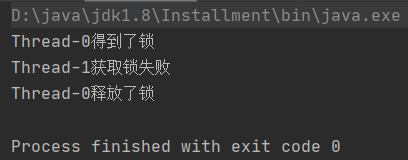 D:\java\jdk1.8\Installment\bin\java.exe
Thread-0得到了锁
Thread-1获取锁失败
Thread-0释放了锁
Process finished with exit code 0